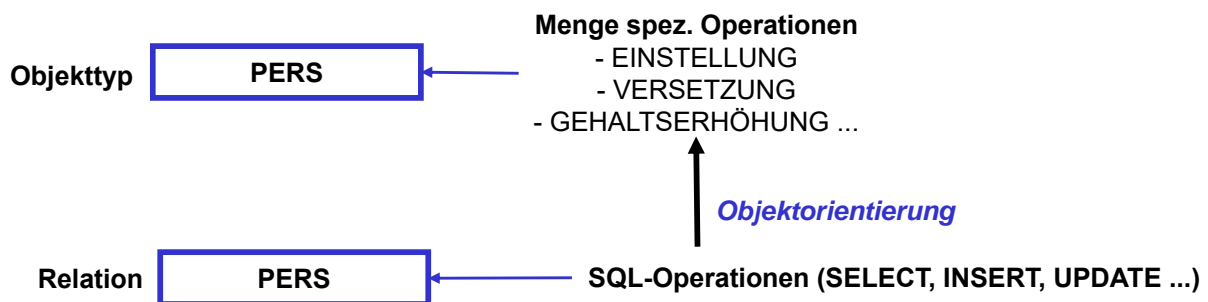 Menge spez. Operationen
- EINSTELLUNG
Objekttyp PERS
- VERSETZUNG
- GEHALTSERHÖHUNG ...
Objektorientierung
Relation PERS SQL-Operationen (SELECT, INSERT, UPDATE ...)